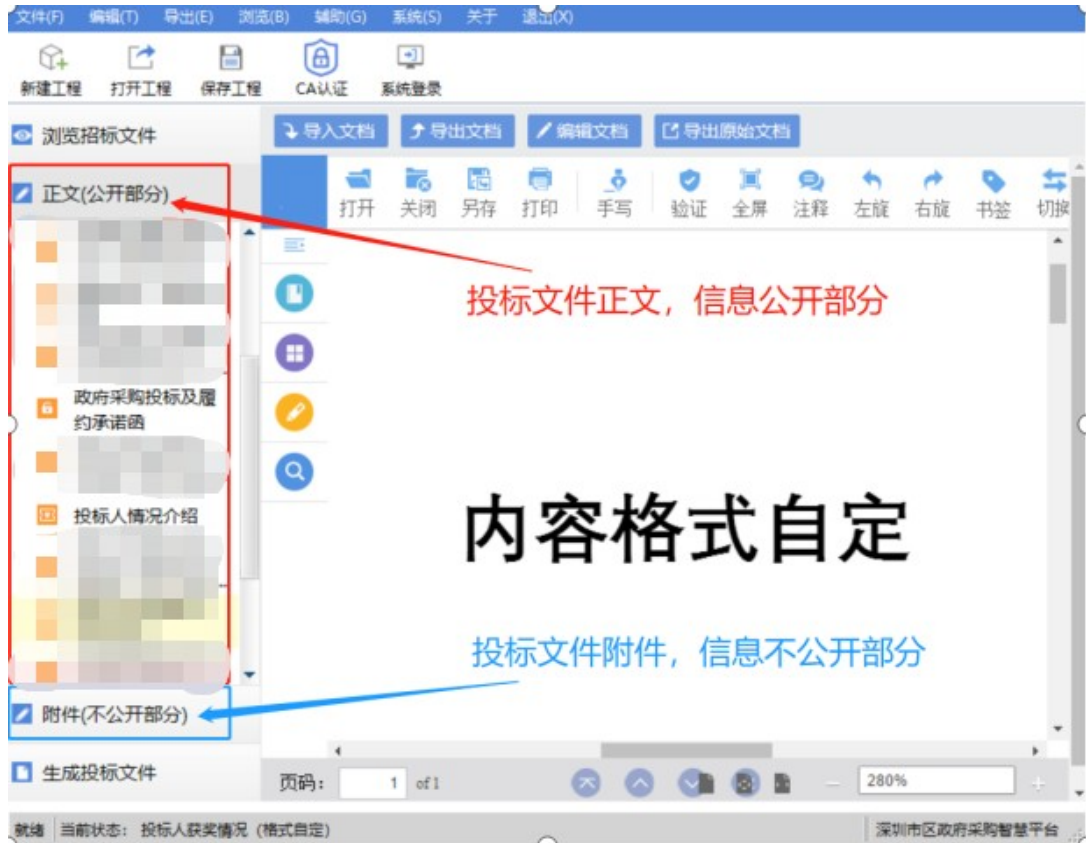 文件(F) 编辑(T) 导出(E) 浏览(B) 辅助(G) 系统(S) 关于 退出(X)
新建工程 打开工程 保存工程 CA认证 系统登录
浏览招标文件
导入文档 导出文档 编辑文档 导出原始文档
正文(公开部分)
打开 关闭 另存 打印 手写 验证 全屏 注释 左旋 右旋 书签 切换
投标文件正文，信息公开部分
政府采购投标及履
约承诺函
投标人情况介绍
内容格式自定
投标文件附件，信息不公开部分
附件(不公开部分)
生成投标文件
页码： 1 of 1 280%
就绪 当前状态： 投标人获奖情况（格式自定） 深圳市区政府采购智慧平台